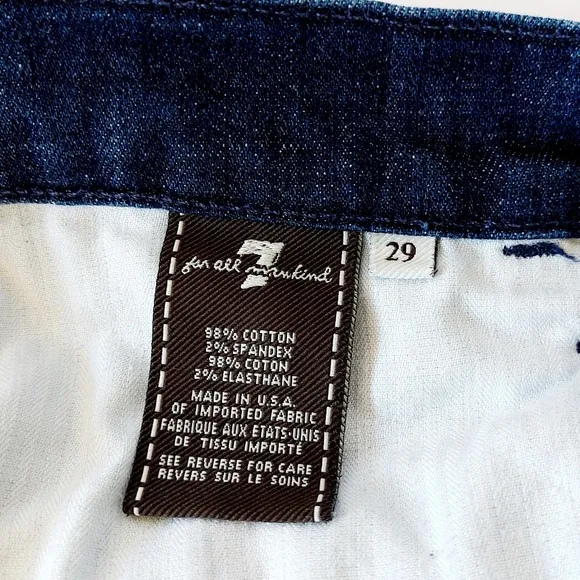 7
for all mankind
29
98% COTTON
2% SPANDEX
98% COTON
2% ELASTHANE
MADE IN U.S.A.
OF IMPORTED FABRIC
FABRIQUE AUX ETATS-UNIS
DE TISSU IMPORTÉ
SEE REVERSE FOR CARE
REVERS SUR LE SOINS